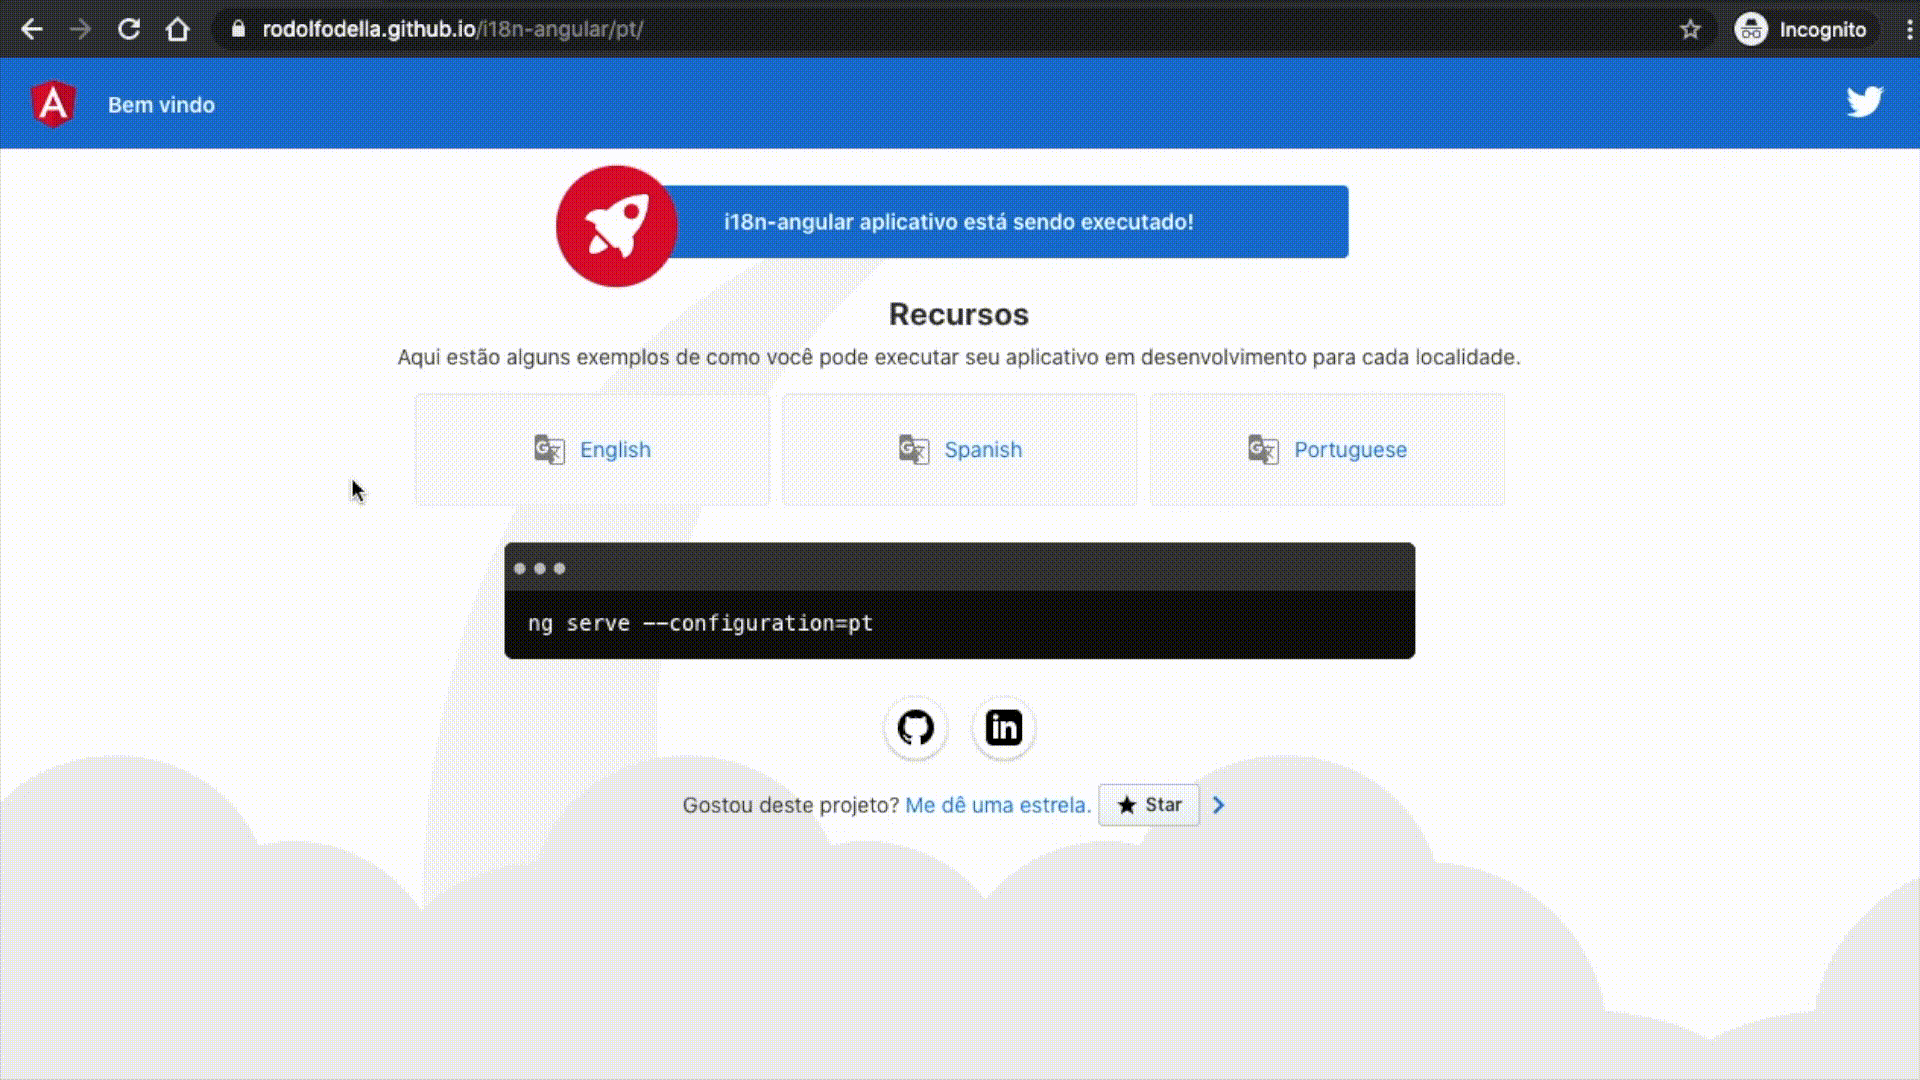 rodolfodella.github.io/i18n-angular/pt/
Incognito
Bem vindo
i18n-angular aplicativo está sendo executado!
Recursos
Aqui estão alguns exemplos de como você pode executar seu aplicativo em desenvolvimento para cada localidade.
English
Spanish
Portuguese
ng serve --configuration=pt
Gostou deste projeto? Me dê uma estrela. Star